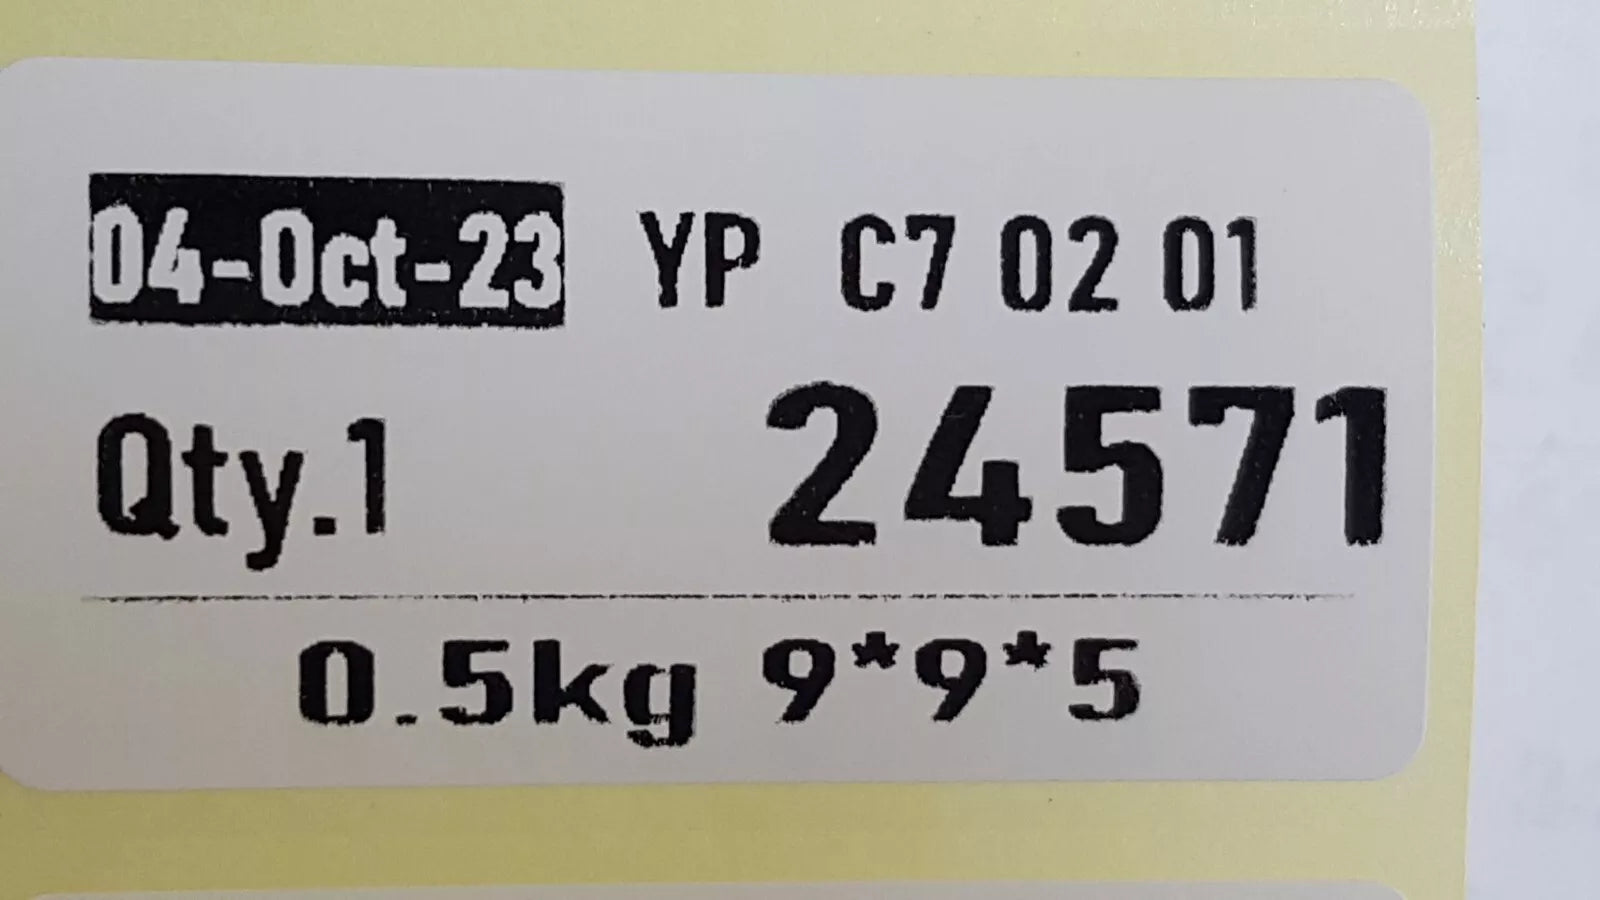 04-Oct-23 YP C7 02 01
Qty.1 24571
0.5kg 9*9*5